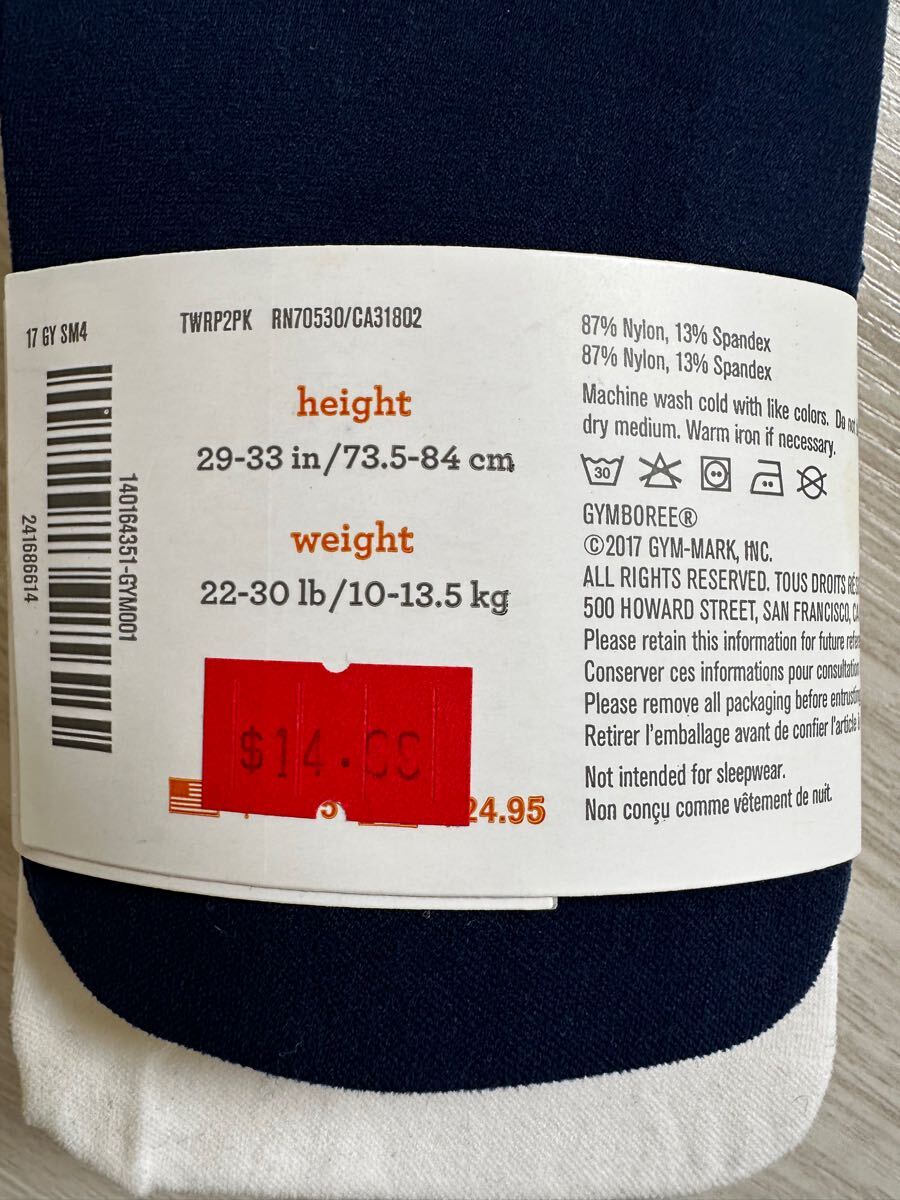 17 GY SM4
241686614
140164351-GYM001
TWRP2PK RN70530/CA31802
height
29-33 in/73.5-84 cm
weight
22-30 lb/10-13.5 kg
24.95
87% Nylon, 13% Spandex
87% Nylon, 13% Spandex
Machine wash cold with like colors. Do not
dry medium. Warm iron if necessary.
30
GYMBOREE®
©2017 GYM-MARK, INC.
ALL RIGHTS RESERVED. TOUS DROITS
500 HOWARD STREET, SAN FRANCISCO,
Please retain this information for future
Conserver ces informations pour
Please remove all packaging before
Retirer l'emballage avant de confier l'article
Not intended for sleepwear.
Non conçu comme vêtement de nuit.